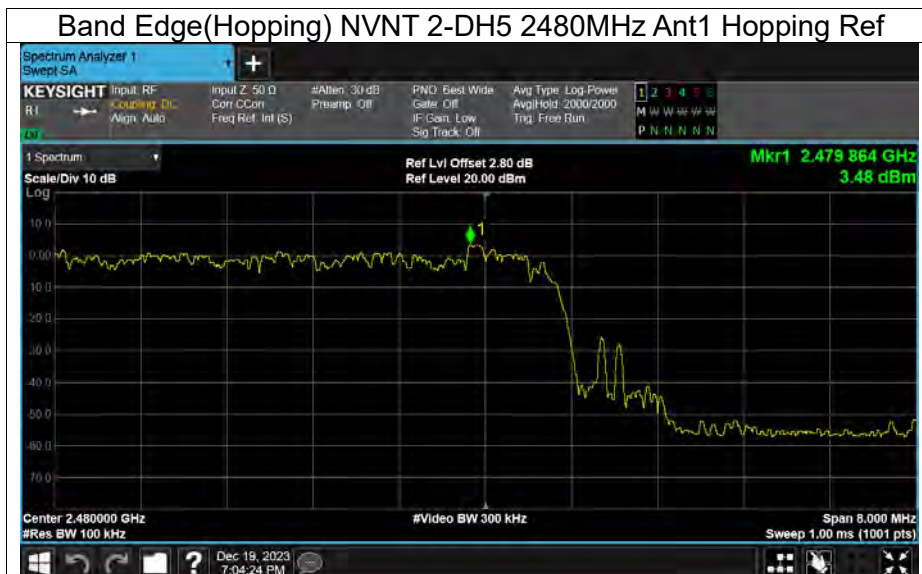 Band Edge(Hopping) NVNT 2-DH5 2480MHz Ant1 Hopping Ref
Spectrum Analyzer 1
Swept SA
+
KEYSIGHT
Input: RF
Coupling: DC
Align: Auto
Input Z: 50 Ω
Corr CCorr
Freq Ref: Int (S)
#Atten: 30 dB
Preamp: Off
PNO: Best Wide
Gate: Off
IF Gain: Low
Sig Track: Off
Avg Type: Log-Power
Avg|Hold: 2000/2000
Trig: Free Run
1 2 3 4 5 6
M W W W W W
P N N N N N
1 Spectrum
Scale/Div 10 dB
Log
Ref Lvl Offset 2.80 dB
Ref Level 20.00 dBm
Mkr1 2.479 864 GHz
3.48 dBm
1
10.0
0.00
-10.0
-20.0
-30.0
-40.0
-50.0
-60.0
-70.0
Center 2.480000 GHz
#Res BW 100 kHz
#Video BW 300 kHz
Span 8.000 MHz
Sweep 1.00 ms (1001 pts)
?
Dec 19, 2023
7:04:24 PM